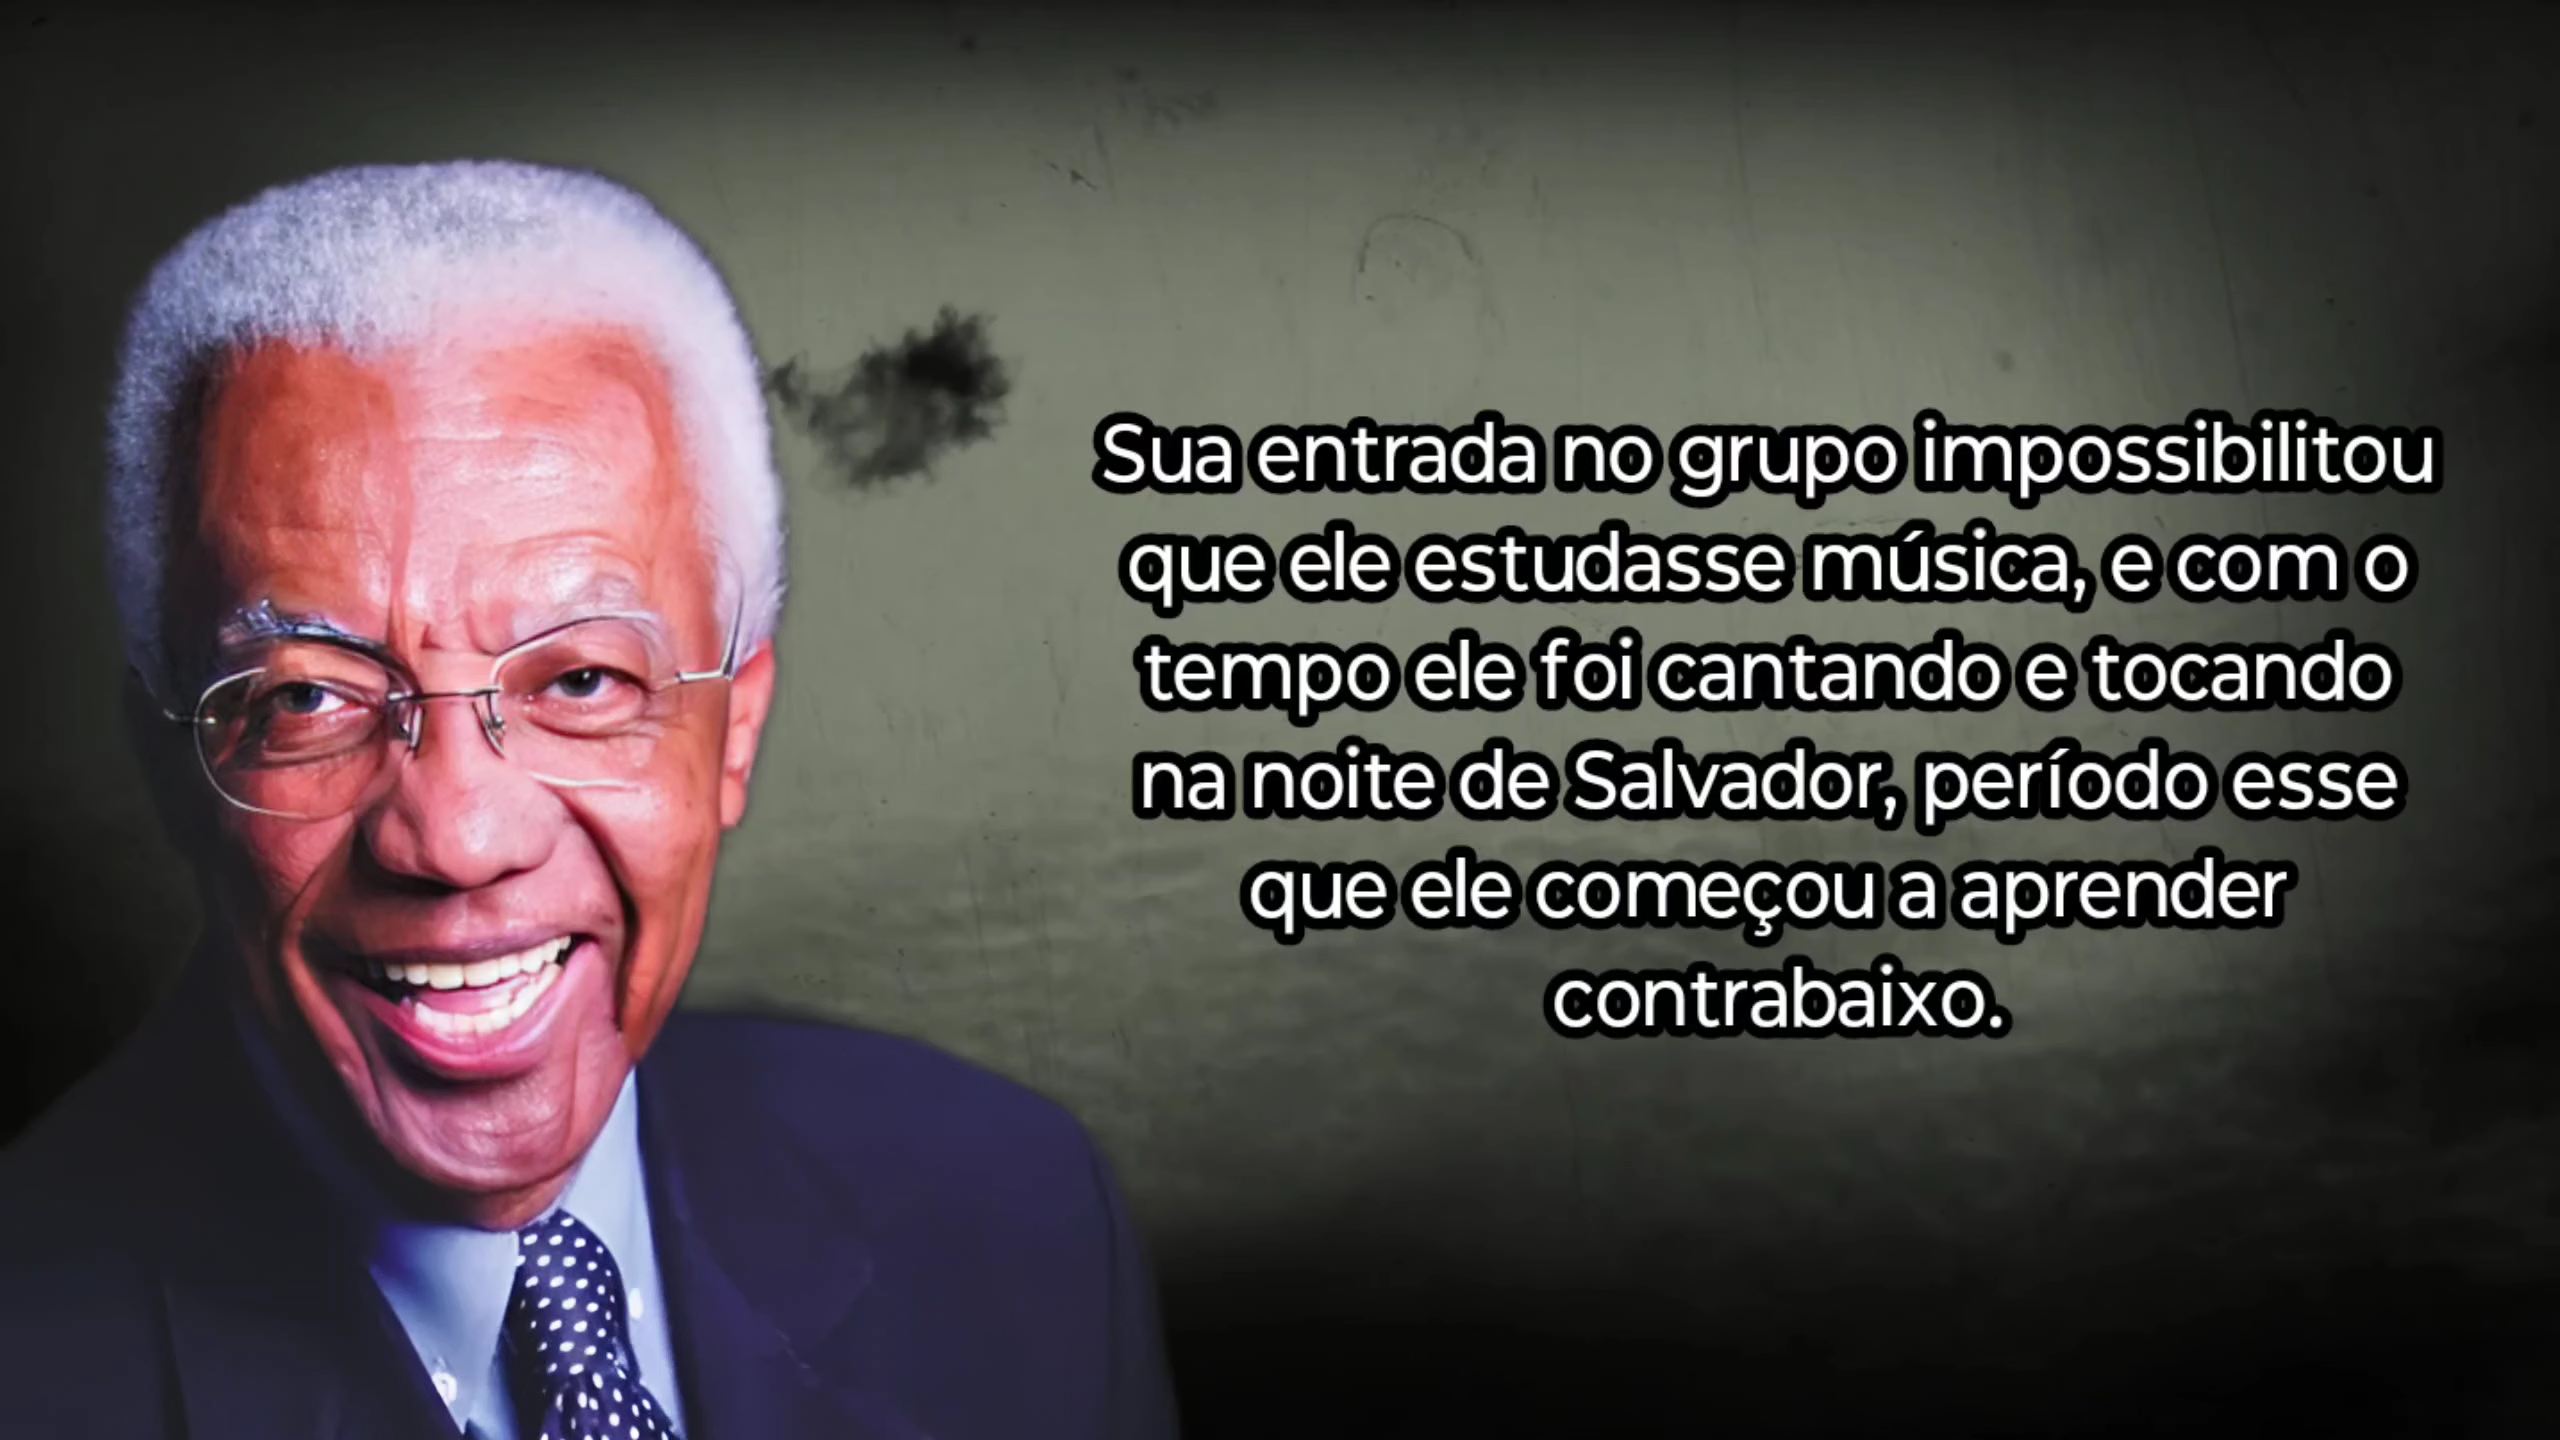 Sua entrada no grupo impossibilitou
que ele estudasse música, e com o
tempo ele foi cantando e tocando
na noite de Salvador, período esse
que ele começou a aprender
contrabaixo.